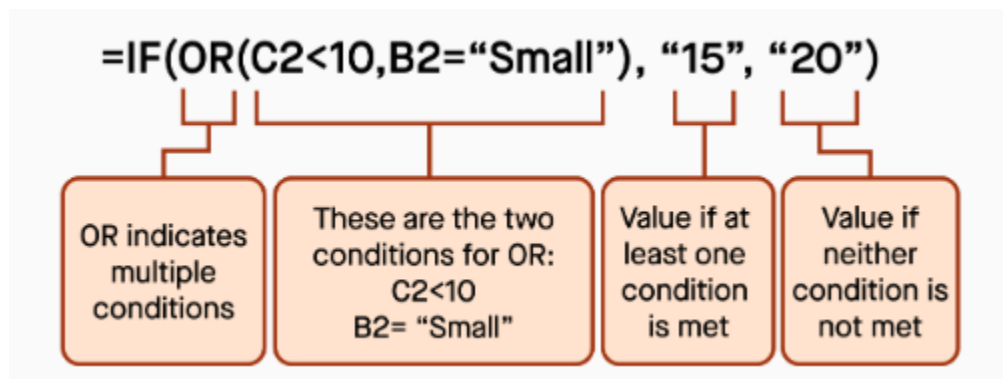 =IF(OR(C2<10,B2=“Small”), “15”, “20”)
OR indicates
multiple
conditions
These are the two
conditions for OR:
C2<10
B2= “Small”
Value if at
least one
condition
is met
Value if
neither
condition is
not met